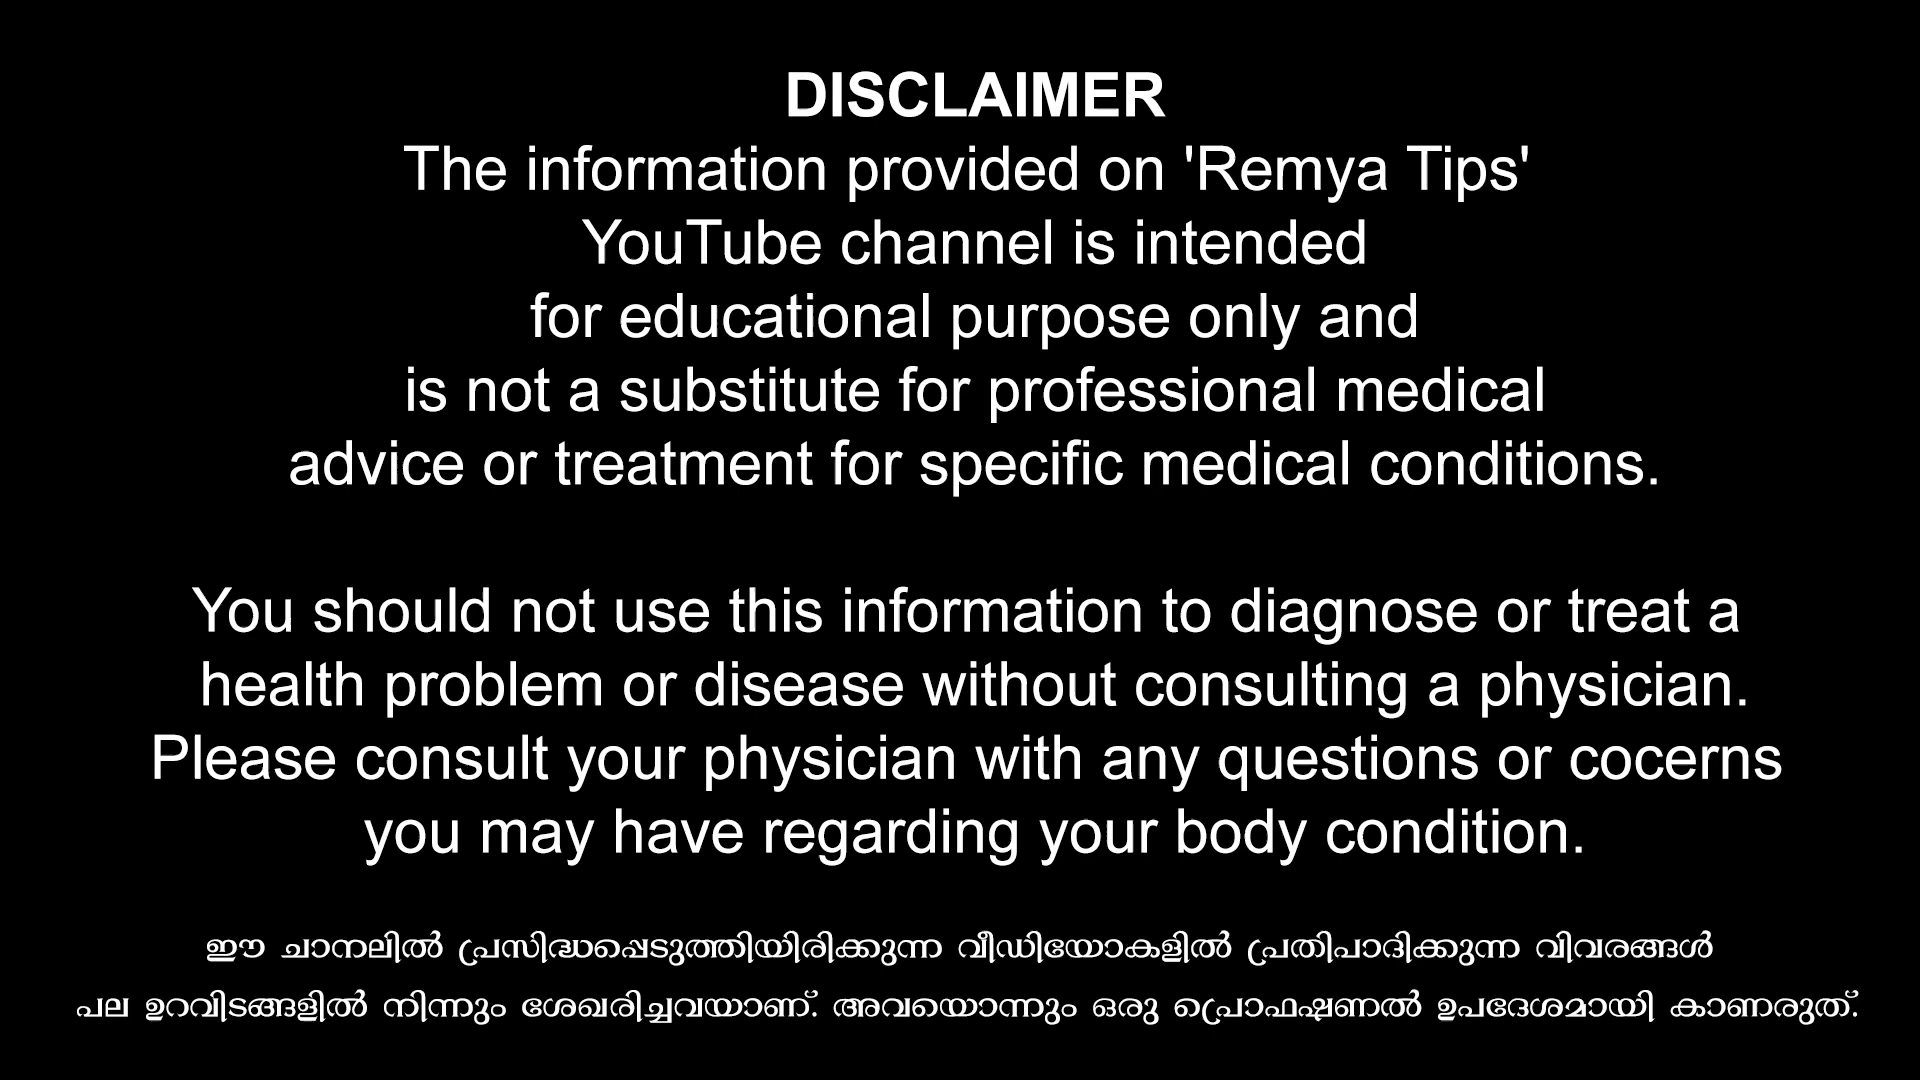 DISCLAIMER
The information provided on 'Remya Tips'
YouTube channel is intended
for educational purpose only and
is not a substitute for professional medical
advice or treatment for specific medical conditions.
You should not use this information to diagnose or treat a
health problem or disease without consulting a physician.
Please consult your physician with any questions or cocerns
you may have regarding your body condition.
ഈ ചാനലിൽ പ്രസിദ്ധപ്പെടുത്തിയിരിക്കുന്ന വീഡിയോകളിൽ പ്രതിപാദിക്കുന്ന വിവരങ്ങൾ
പല ഉറവിടങ്ങളിൽ നിന്നും ശേഖരിച്ചവയാണ്. അവയൊന്നും ഒരു പ്രൊഫഷണൽ ഉപദേശമായി കാണരുത്.